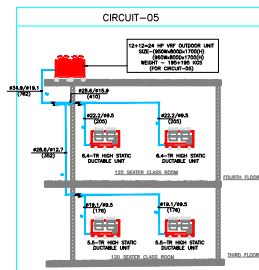 CIRCUIT-05
12+12=24 HP VRF OUTDOOR UNIT
SIZE-(950Wx800Dx1700(H)
(950Wx800Dx1700(H)
WEIGHT - 195+195 KGS
(FOR CIRCUIT-05)
ø34.9/ø19.1
(762)
ø28.6/ø15.9
(410)
ø22.2/ø9.5
(205)
ø22.2/ø9.5
(205)
ø28.6/ø12.7
(352)
6.4-TR HIGH STATIC
DUCTABLE UNIT
6.4-TR HIGH STATIC
DUCTABLE UNIT
120 SEATER CLASS ROOM
FOURTH FLOOR
ø19.1/ø9.5
(176)
ø19.1/ø9.5
(176)
5.5-TR HIGH STATIC
DUCTABLE UNIT
5.5-TR HIGH STATIC
DUCTABLE UNIT
120 SEATER CLASS ROOM
THIRD FLOOR